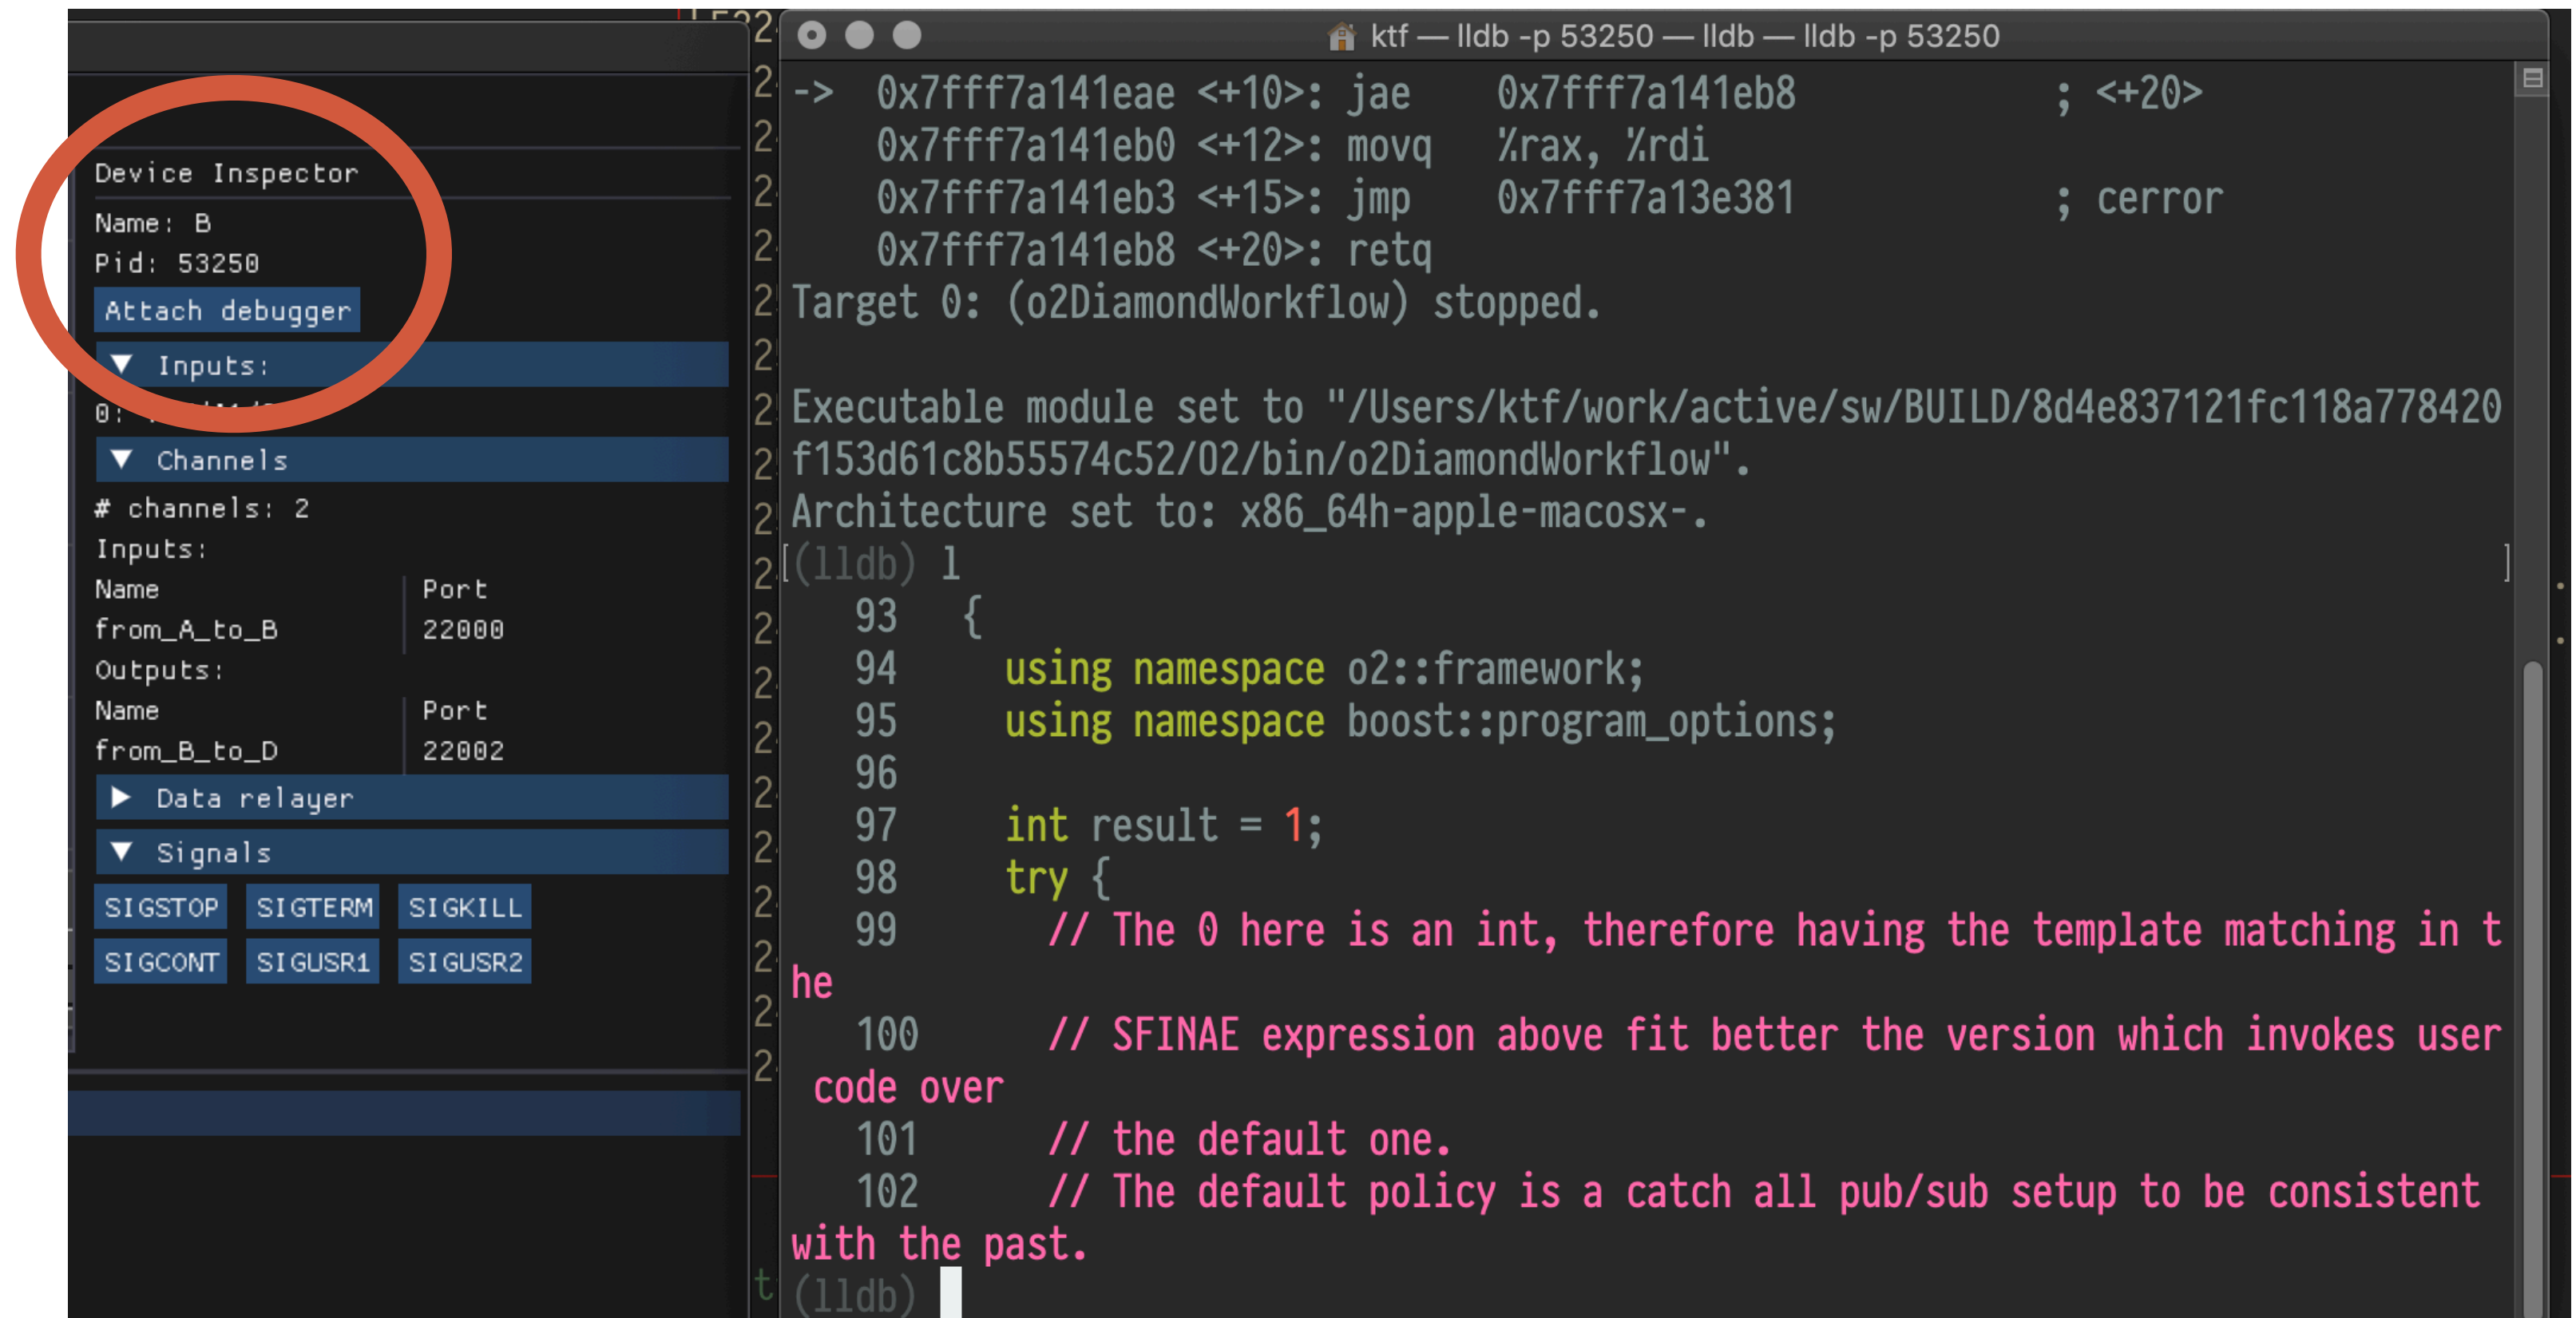 Device Inspector
Name: B
Pid: 53250
Attach debugger
Inputs:
0:
Channels
# channels: 2
Inputs:
Name Port
from_A_to_B 22000
Outputs:
Name Port
from_B_to_D 22002
Data relayer
Signals
SIGSTOP SIGTERM SIGKILL
SIGCONT SIGUSR1 SIGUSR2
ktf — lldb -p 53250 — lldb — lldb -p 53250
-> 0x7fff7a141eae <+10>: jae 0x7fff7a141eb8 ; <+20>
0x7fff7a141eb0 <+12>: movq %rax, %rdi
0x7fff7a141eb3 <+15>: jmp 0x7fff7a13e381 ; cerror
0x7fff7a141eb8 <+20>: retq
Target 0: (o2DiamondWorkflow) stopped.
Executable module set to "/Users/ktf/work/active/sw/BUILD/8d4e837121fc118a778420
f153d61c8b55574c52/O2/bin/o2DiamondWorkflow".
Architecture set to: x86_64h-apple-macosx-.
[(lldb) l ]
93 {
94 using namespace o2::framework;
95 using namespace boost::program_options;
96
97 int result = 1;
98 try {
99 // The 0 here is an int, therefore having the template matching in t
he
100 // SFINAE expression above fit better the version which invokes user
code over
101 // the default one.
102 // The default policy is a catch all pub/sub setup to be consistent
with the past.
(lldb)